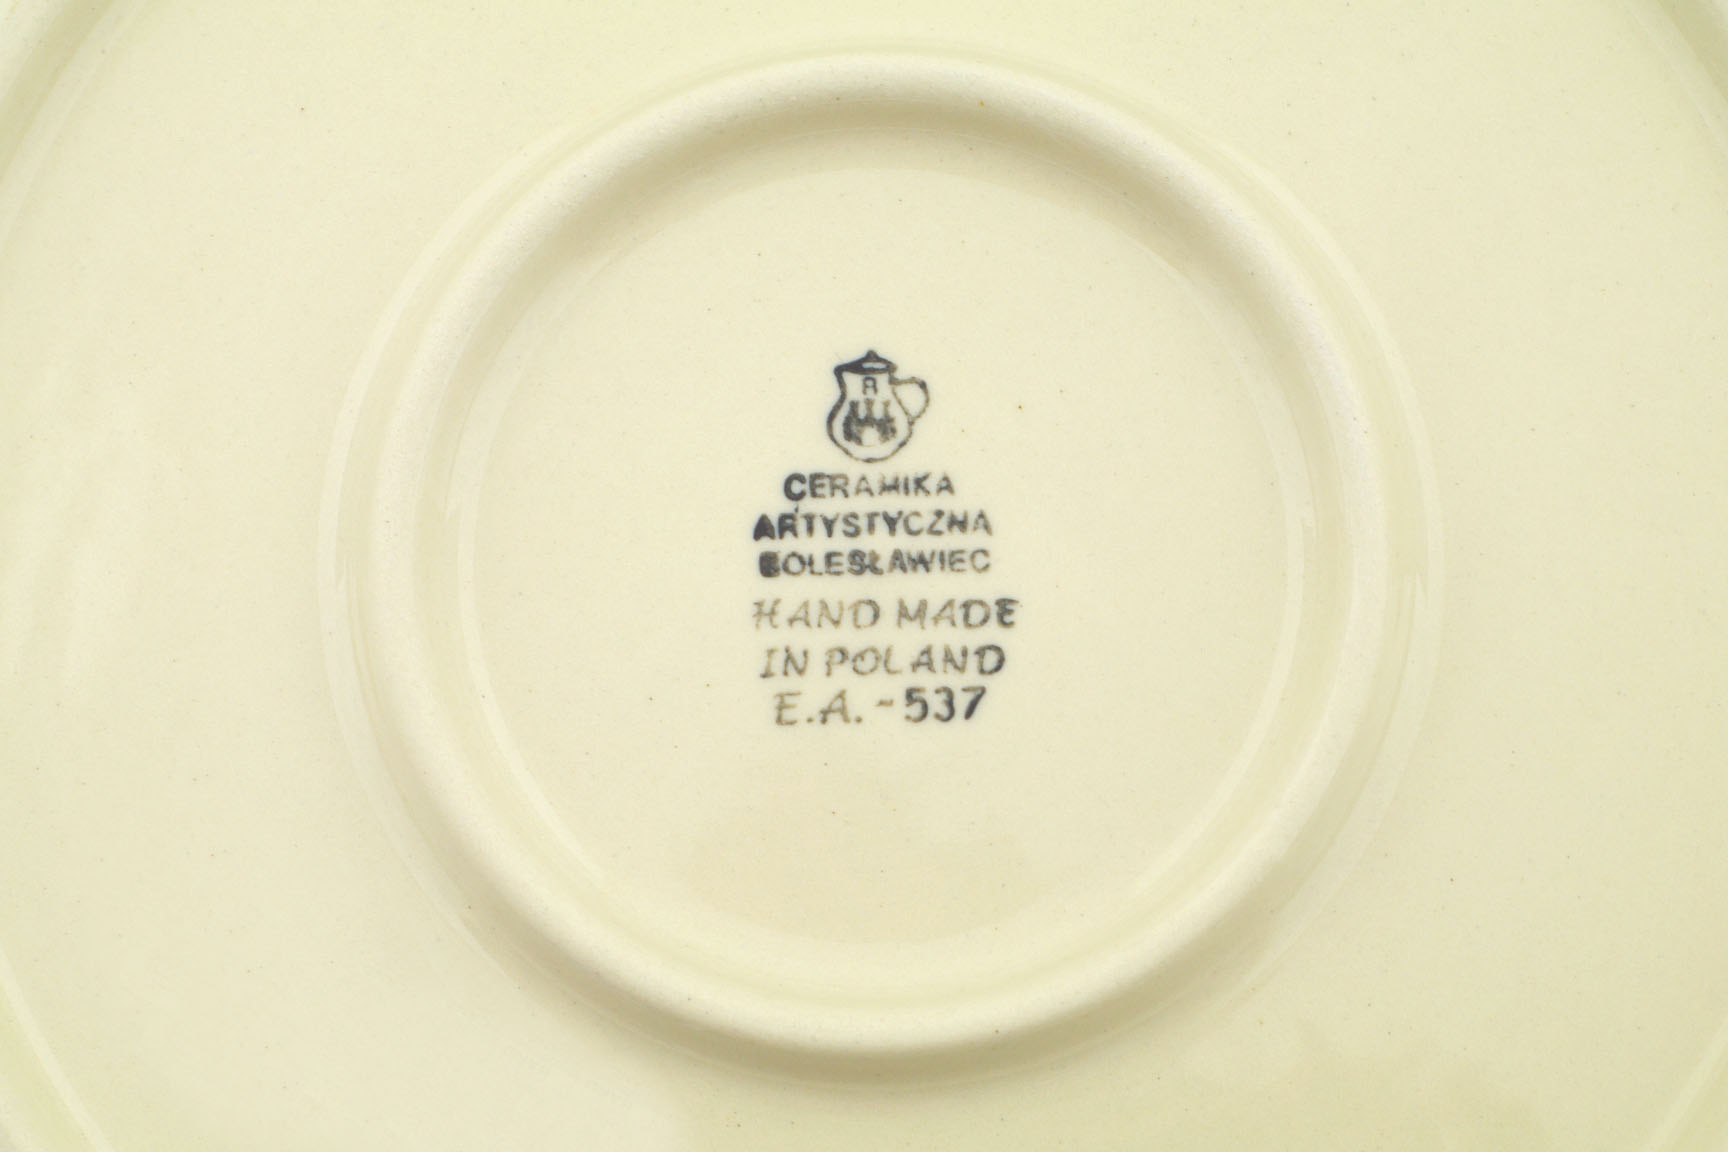 A
CERAMIKA
ARTYSTYCZNA
BOLESŁAWIEC
HAND MADE
IN POLAND
E.A. -537